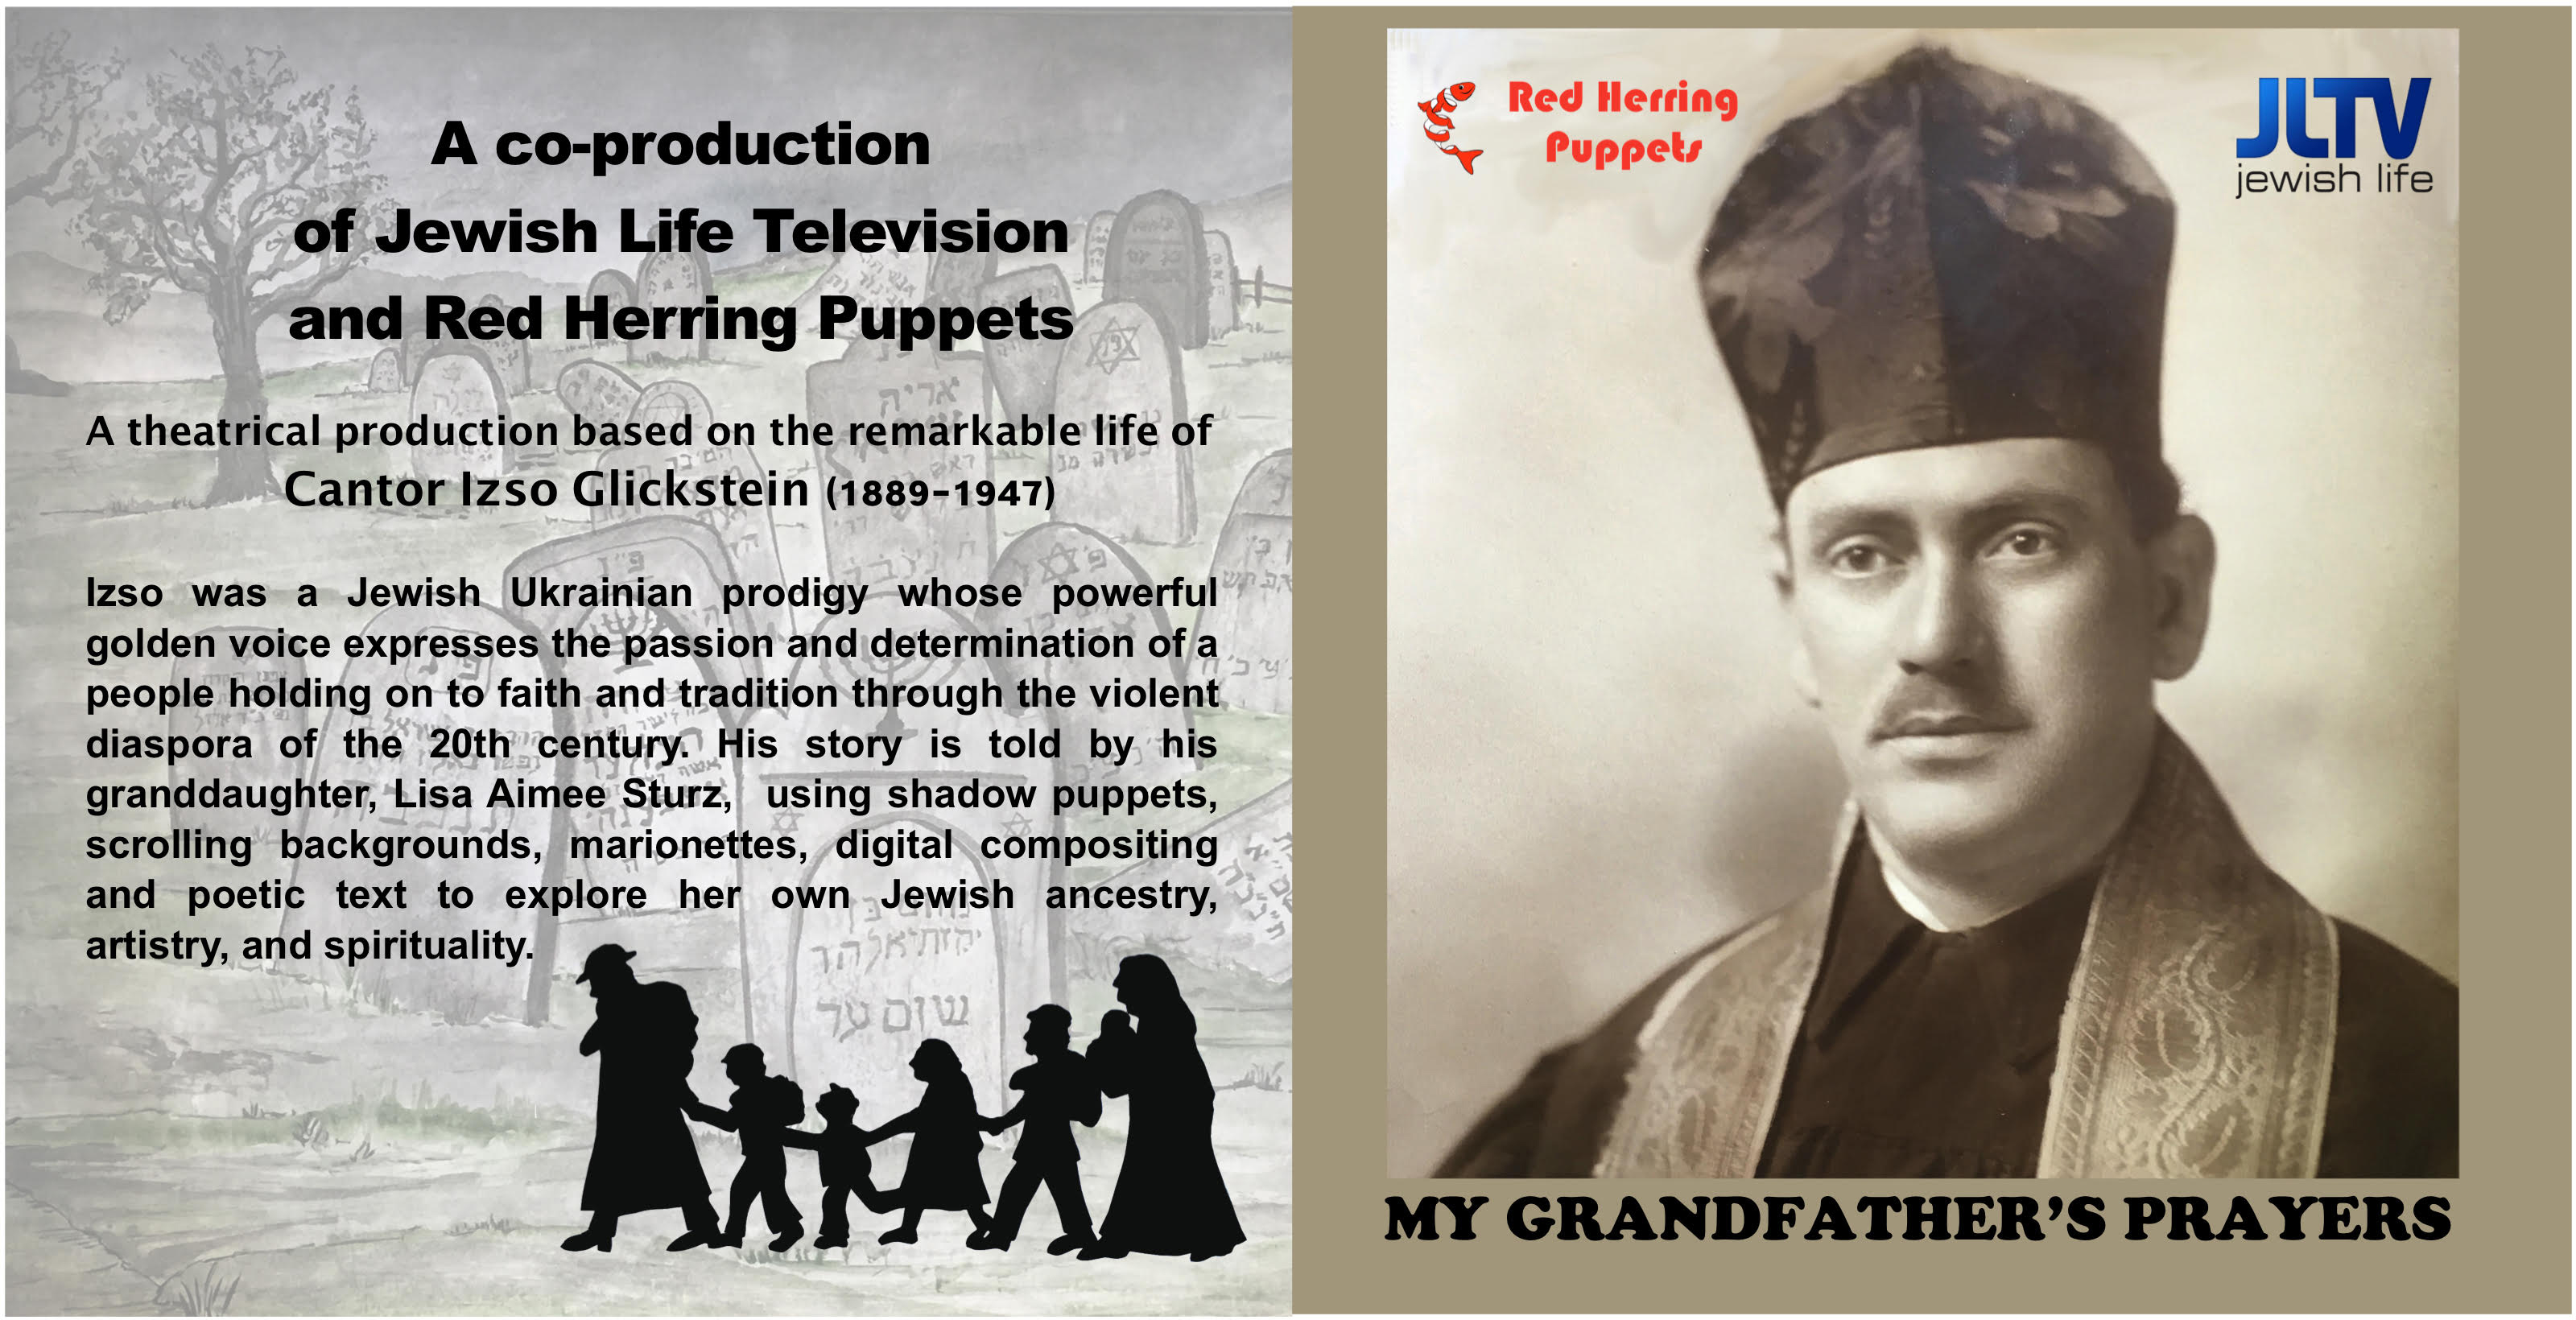 A co-production
of Jewish Life Television
and Red Herring Puppets
A theatrical production based on the remarkable life of
Cantor Izso Glickstein (1889-1947)
Izso was a Jewish Ukrainian prodigy whose powerful
golden voice expresses the passion and determination of a
people holding on to faith and tradition through the violent
diaspora of the 20th century. His story is told by his
granddaughter, Lisa Aimee Sturz, using shadow puppets,
scrolling backgrounds, marionettes, digital compositing
and poetic text to explore her own Jewish ancestry,
artistry, and spirituality.
אריה
שום ער
Red Herring
Puppets
JLTV
jewish life
MY GRANDFATHER'S PRAYERS